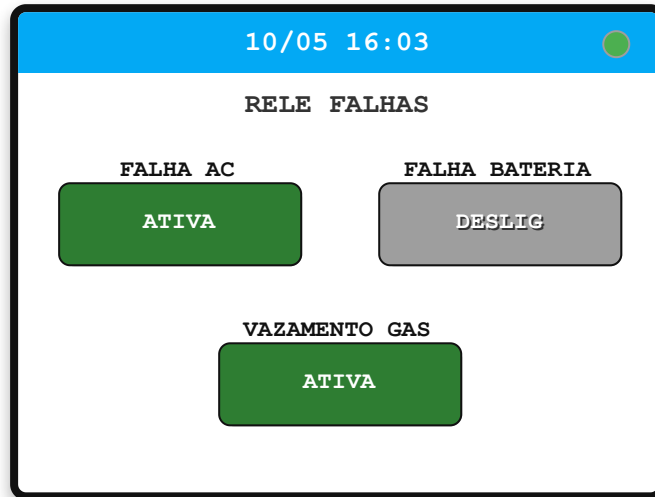 10/05 16:03
RELE FALHAS
FALHA AC
ATIVA
FALHA BATERIA
DESLIG
VAZAMENTO GAS
ATIVA